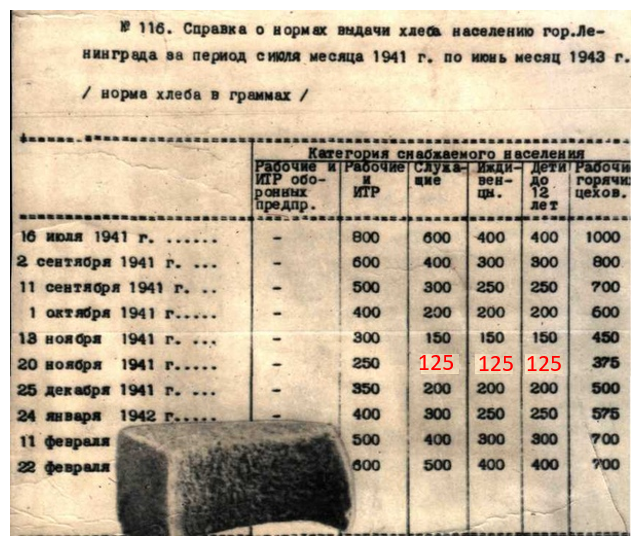 № 116. Справка о нормах выдачи хлеба населению гор.Ле-
нинграда за период с июля месяца 1941 г. по июнь месяц 1943 г.
/ норма хлеба в граммах /
Категория снабжаемого населения
Рабочие и ИТР оборонных предпр. Рабочие и ИТР Служащие Иждивенцы. Дети до 12 лет Рабочи горячи цехов.
16 июля 1941 г. ...... - 800 600 400 400 1000
2 сентября 1941 г. ... - 600 400 300 300 800
11 сентября 1941 г. .. - 500 300 250 250 700
1 октября 1941 г..... - 400 200 200 200 600
13 ноября 1941 г..... - 300 150 150 150 450
20 ноября 1941 г..... - 250 125 125 125 375
25 декабря 1941 г.... - 350 200 200 200 500
24 января 1942 г..... - 400 300 250 250 575
11 февраля 500 400 300 300 700
22 февраля 600 500 400 400 700